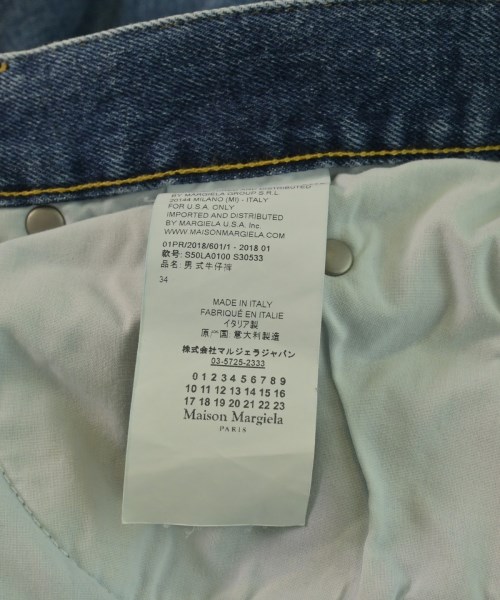 DISTRIBUTED
BY MARGIELA GROUP S.R.L
20144 MILANO (MI) - ITALY
FOR U.S.A. ONLY
IMPORTED AND DISTRIBUTED
BY MARGIELA U.S.A. Inc.
WWW.MAISONMARGIELA.COM
01PR/2018/601/1 - 2018 01
款号: S50LA0100 S30533
品名: 男式牛仔裤
34
MADE IN ITALY
FABRIQUÉ EN ITALIE
イタリア製
原产国 意大利製造
株式会社マルジェラジャパン
03-5725-2333
0 1 2 3 4 5 6 7 8 9
10 11 12 13 14 15 16
17 18 19 20 21 22 23
Maison Margiela
PARIS